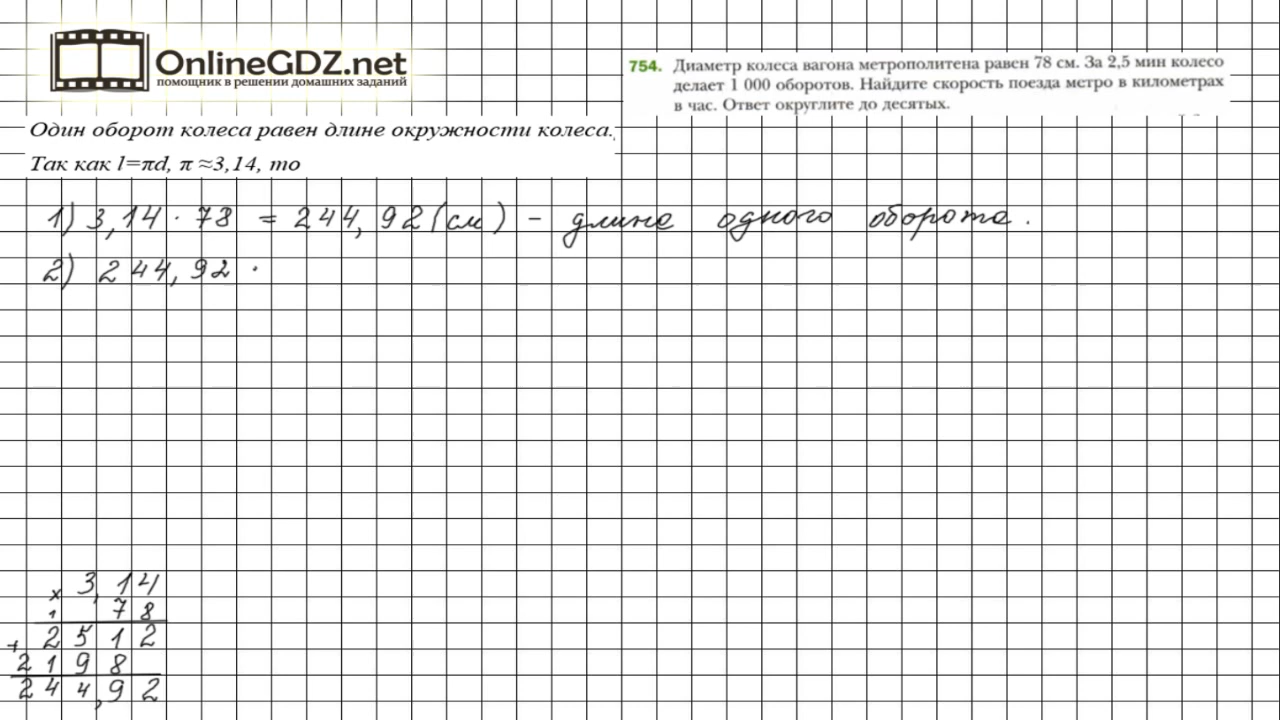 OnlineGDZ.net
помощник в решении домашних заданий
754. Диаметр колеса вагона метрополитена равен 78 см. За 2,5 мин колесо
делает 1 000 оборотов. Найдите скорость поезда метро в километрах
в час. Ответ округлите до десятых.
Один оборот колеса равен длине окружности колеса.
Так как l=πd, π ≈3,14, то
1) 3,14 · 78 = 244,92 (см) - длина одного оборота.
2) 244,92 ·
× 3,14
78
+ 2512
2198
244,92